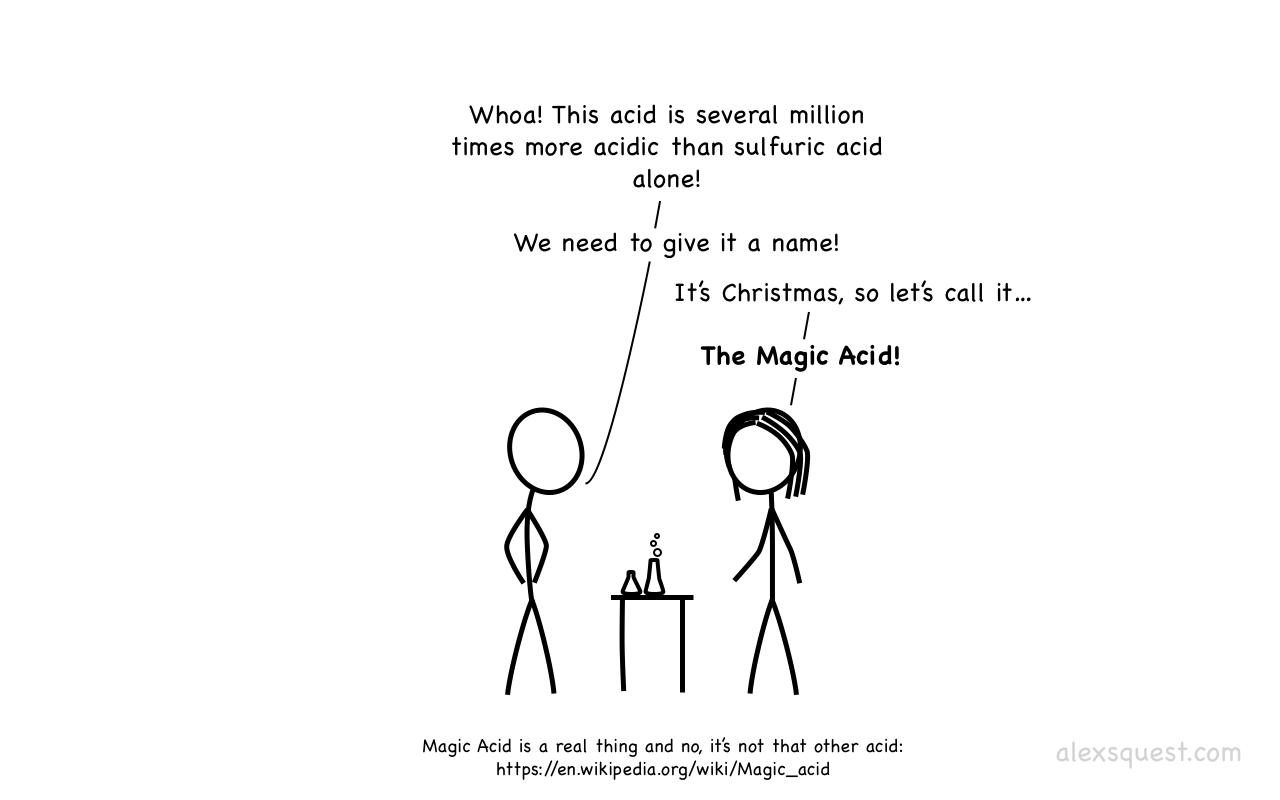 Whoa! This acid is several million
times more acidic than sulfuric acid
alone!
We need to give it a name!
It's Christmas, so let's call it...
The Magic Acid!
Magic Acid is a real thing and no, it's not that other acid:
https://en.wikipedia.org/wiki/Magic_acid
alexsquest.com